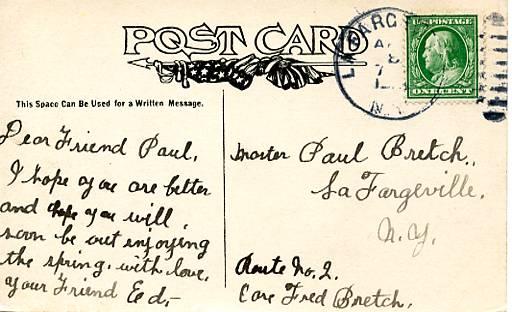 POST CARD
This Space Can Be Used for a Written Message.
U.S. POSTAGE
ONE CENT
N.Y.
Dear Friend Paul,
I hope you are better
and hope you will
soon be out enjoying
the spring. with love.
your Friend Ed,-
Master Paul Bretch.,
La Fargeville.
N.Y.
Route No. 2.
Care Fred Bretch.